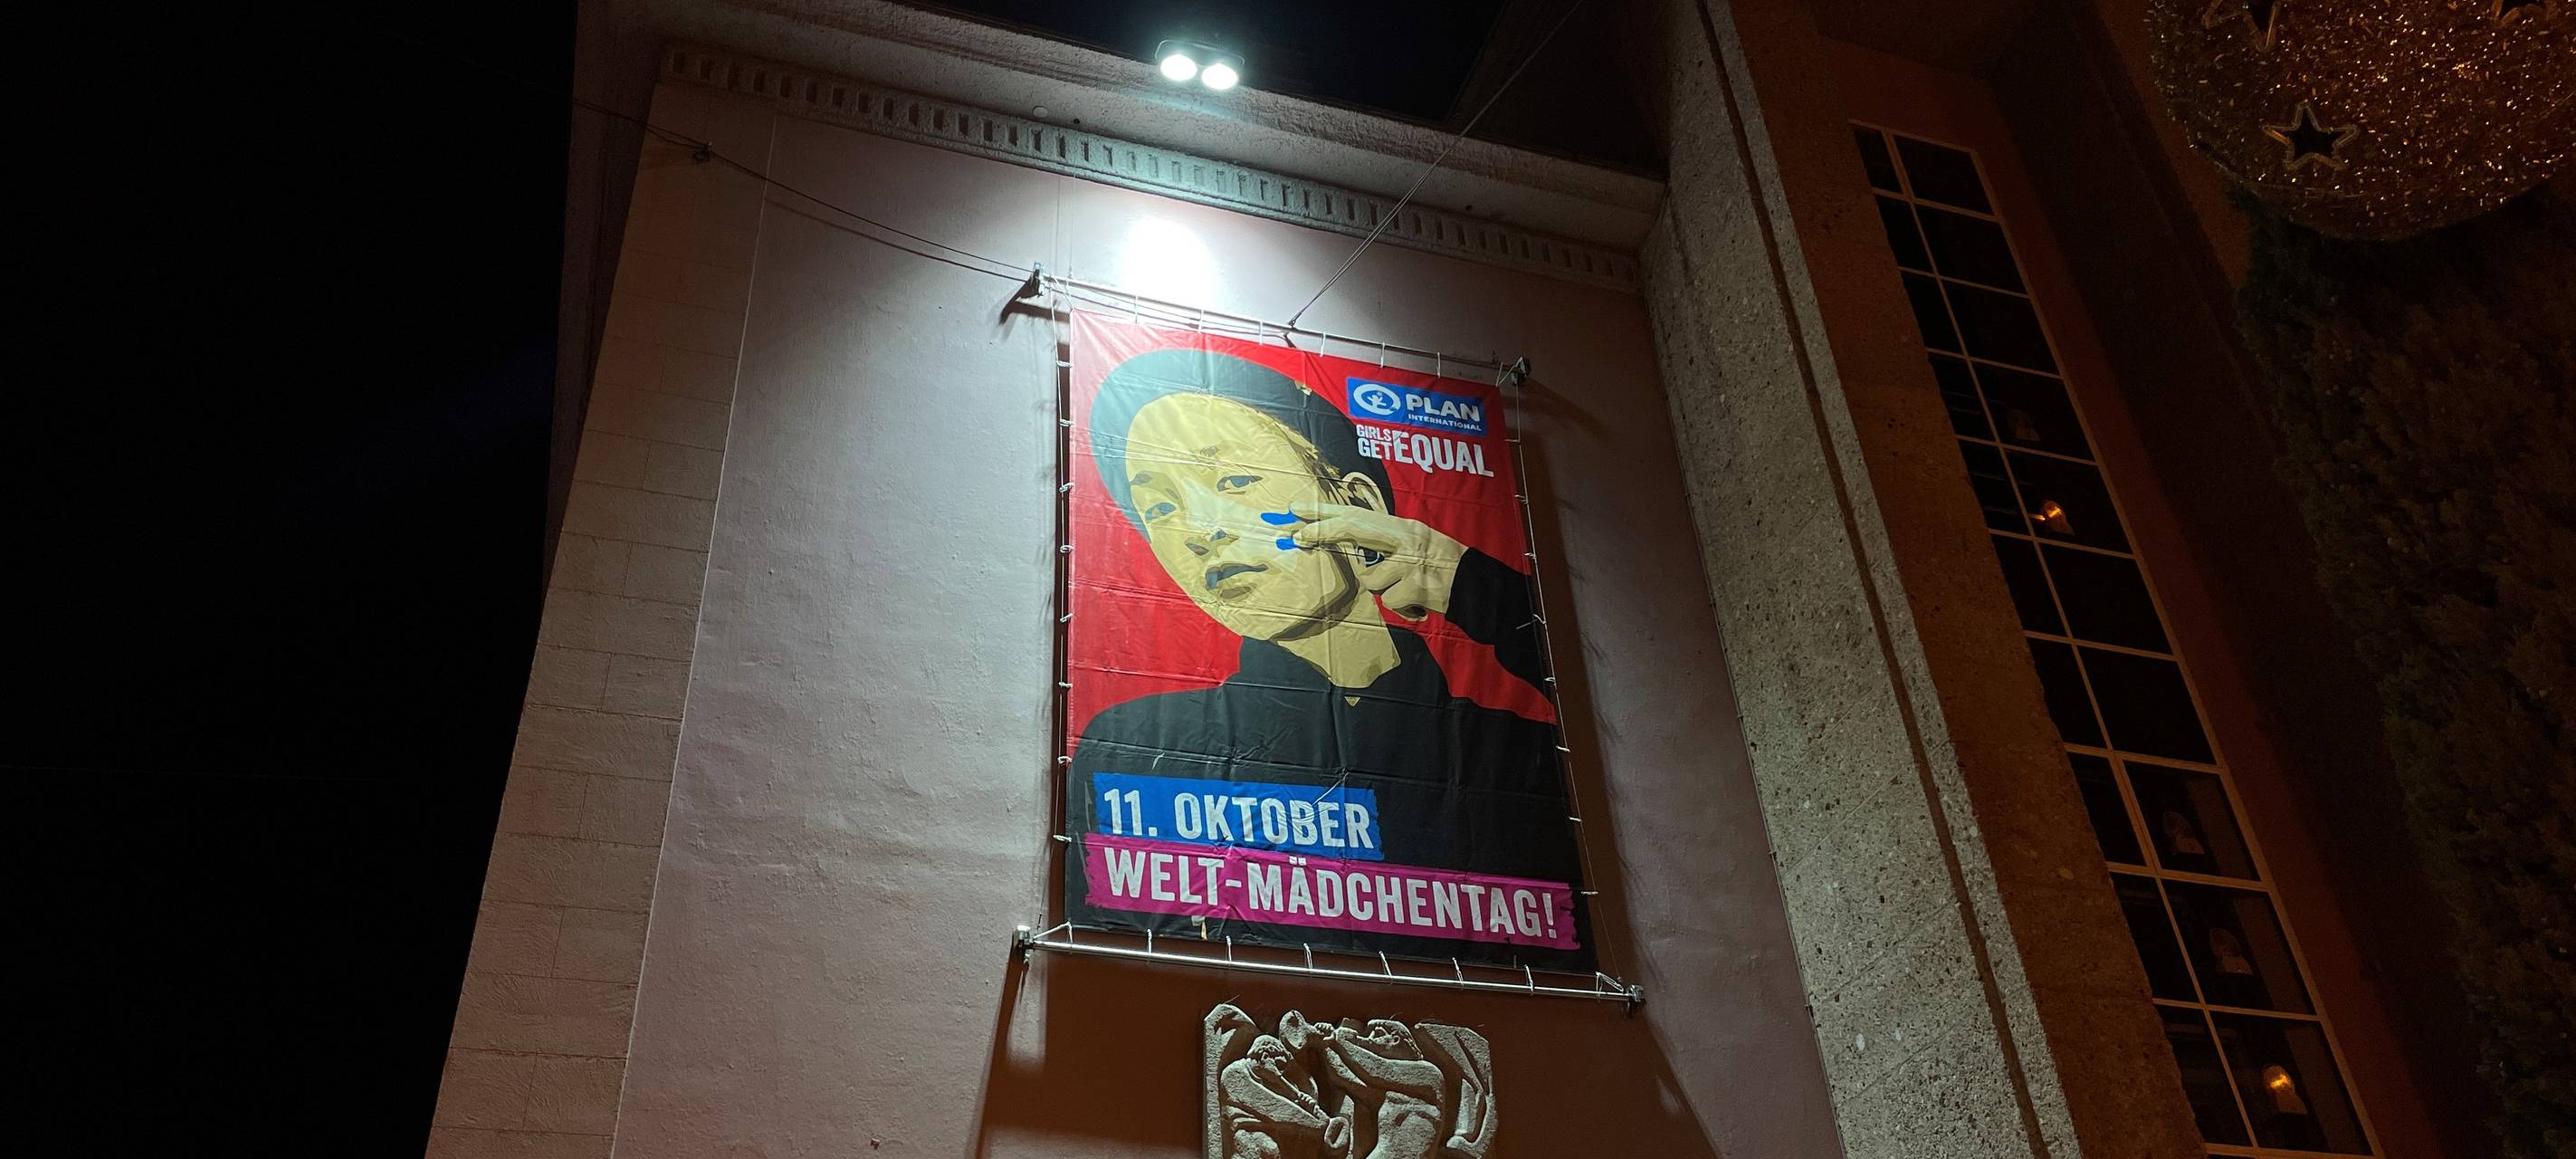 PLAN
INTERNATIONAL
GIRLS
GET EQUAL
11. OKTOBER
WELT-MÄDCHENTAG!